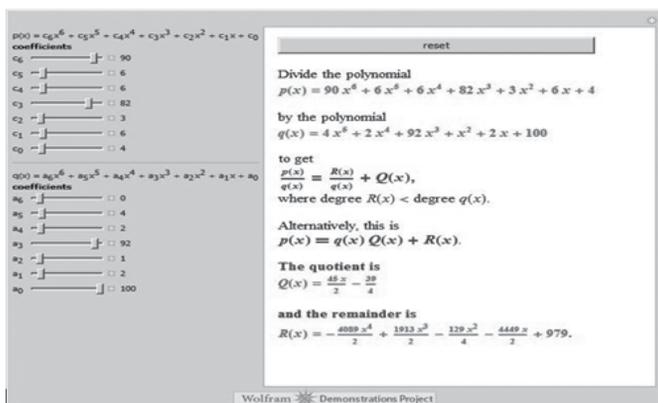 p(x) = c₆x⁶ + c₅x⁵ + c₄x⁴ + c₃x³ + c₂x² + c₁x + c₀
coefficients
c₆ 90
c₅ 6
c₄ 6
c₃ 82
c₂ 3
c₁ 6
c₀ 4
q(x) = a₆x⁶ + a₅x⁵ + a₄x⁴ + a₃x³ + a₂x² + a₁x + a₀
coefficients
a₆ 0
a₅ 4
a₄ 2
a₃ 92
a₂ 1
a₁ 2
a₀ 100
reset
Divide the polynomial
p(x) = 90 x⁶ + 6 x⁵ + 6 x⁴ + 82 x³ + 3 x² + 6 x + 4
by the polynomial
q(x) = 4 x⁵ + 2 x⁴ + 92 x³ + x² + 2 x + 100
to get
p(x)/q(x) = R(x)/q(x) + Q(x),
where degree R(x) < degree q(x).
Alternatively, this is
p(x) = q(x) Q(x) + R(x).
The quotient is
Q(x) = 45 x/2 − 39/4
and the remainder is
R(x) = − 4089 x⁴/2 + 1913 x³/2 − 129 x²/4 − 4449 x/2 + 979.
Wolfram Demonstrations Project